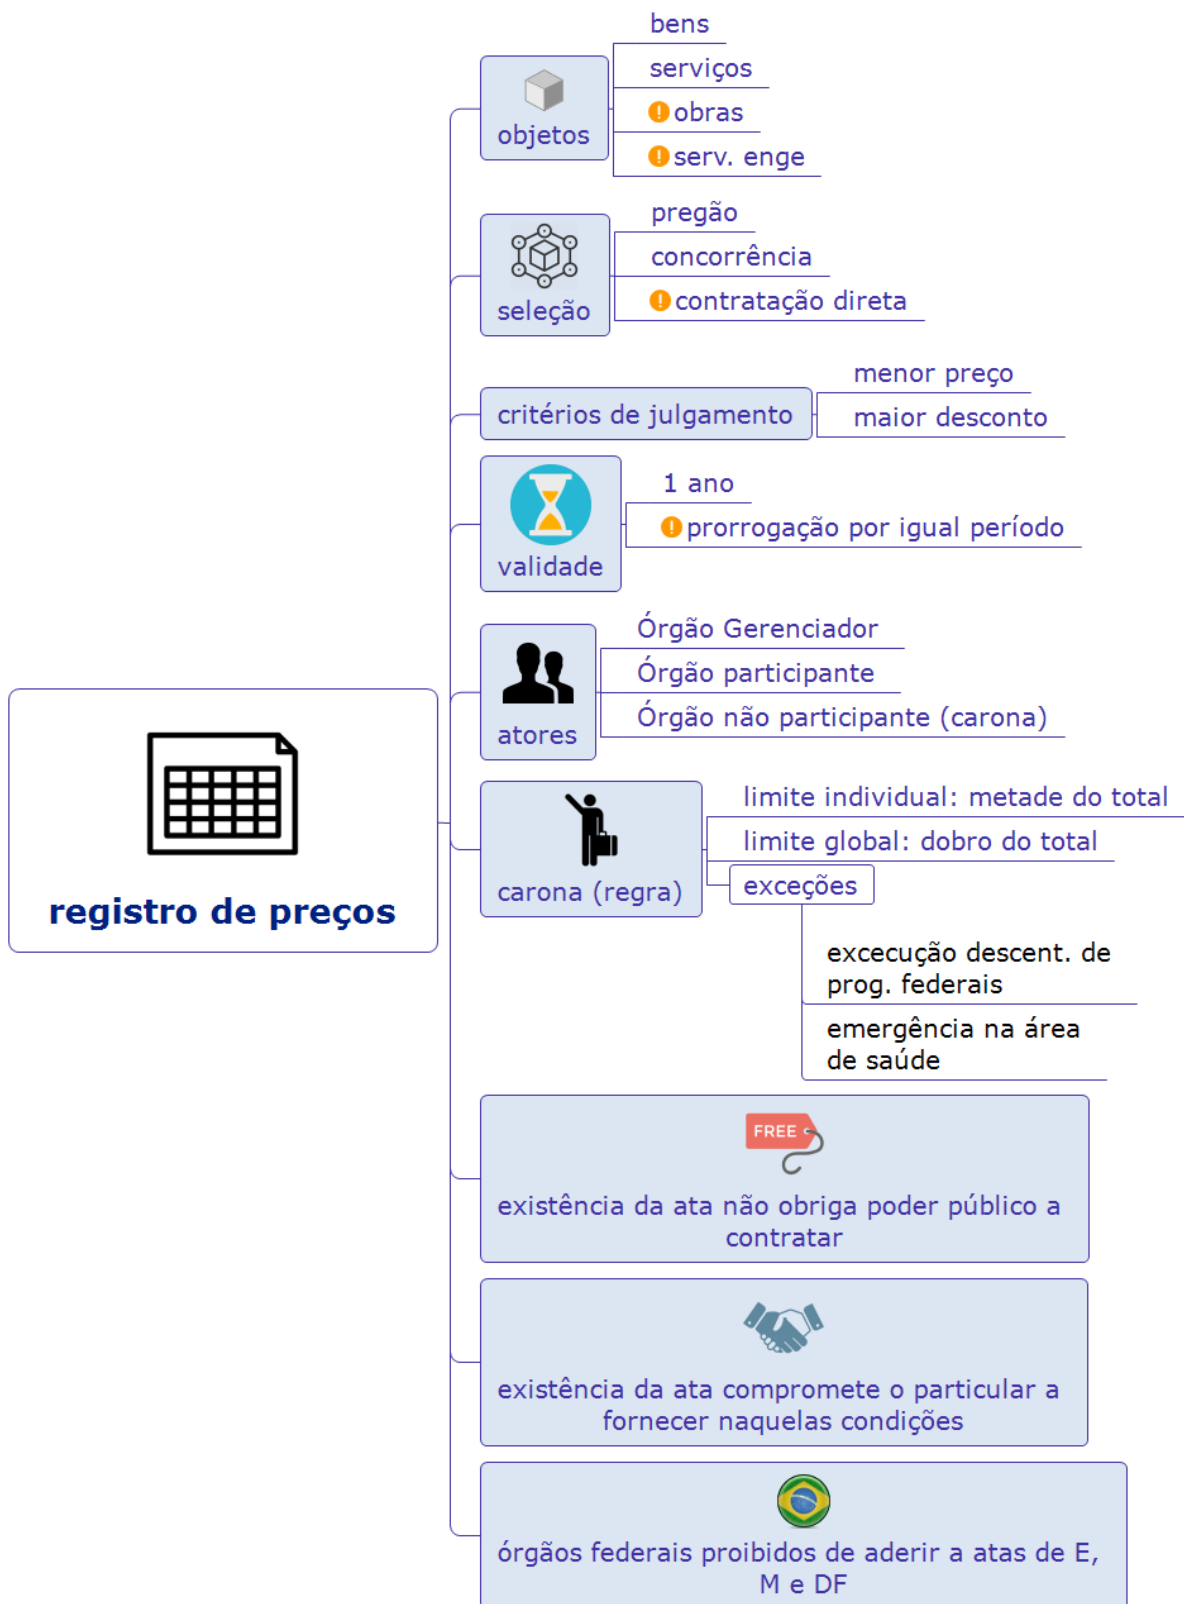 registro de preços
objetos
bens
serviços
obras
serv. enge
seleção
pregão
concorrência
contratação direta
critérios de julgamento
menor preço
maior desconto
validade
1 ano
prorrogação por igual período
atores
Órgão Gerenciador
Órgão participante
Órgão não participante (carona)
carona (regra)
limite individual: metade do total
limite global: dobro do total
exceções
excecução descent. de
prog. federais
emergência na área
de saúde
FREE
existência da ata não obriga poder público a
contratar
existência da ata compromete o particular a
fornecer naquelas condições
órgãos federais proibidos de aderir a atas de E,
M e DF